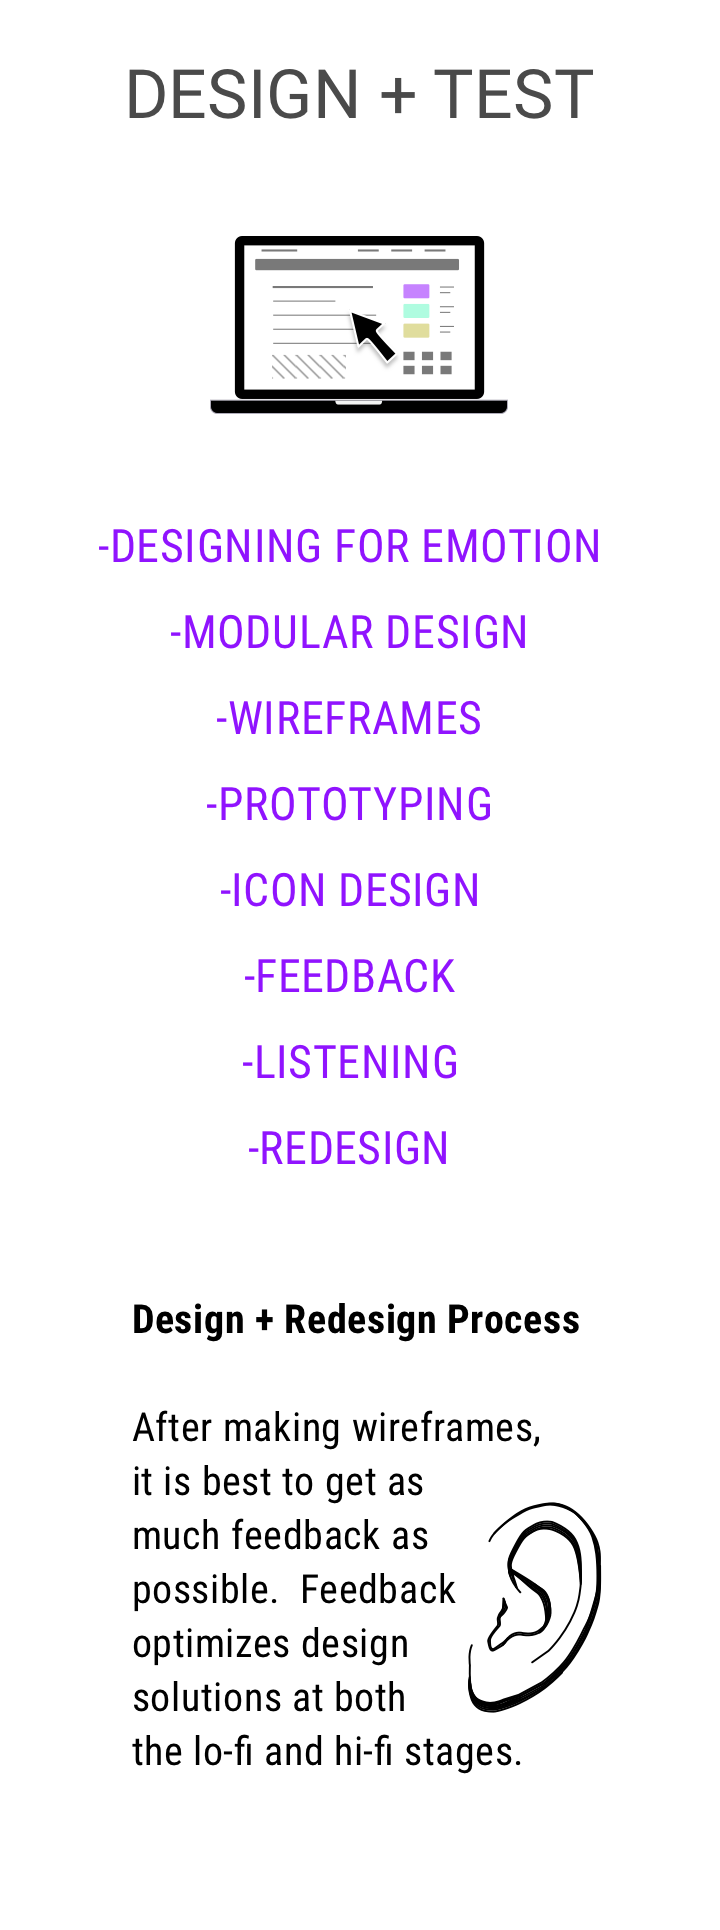 DESIGN + TEST
-DESIGNING FOR EMOTION
-MODULAR DESIGN
-WIREFRAMES
-PROTOTYPING
-ICON DESIGN
-FEEDBACK
-LISTENING
-REDESIGN
Design + Redesign Process
After making wireframes,
it is best to get as
much feedback as
possible.  Feedback
optimizes design
solutions at both
the lo-fi and hi-fi stages.